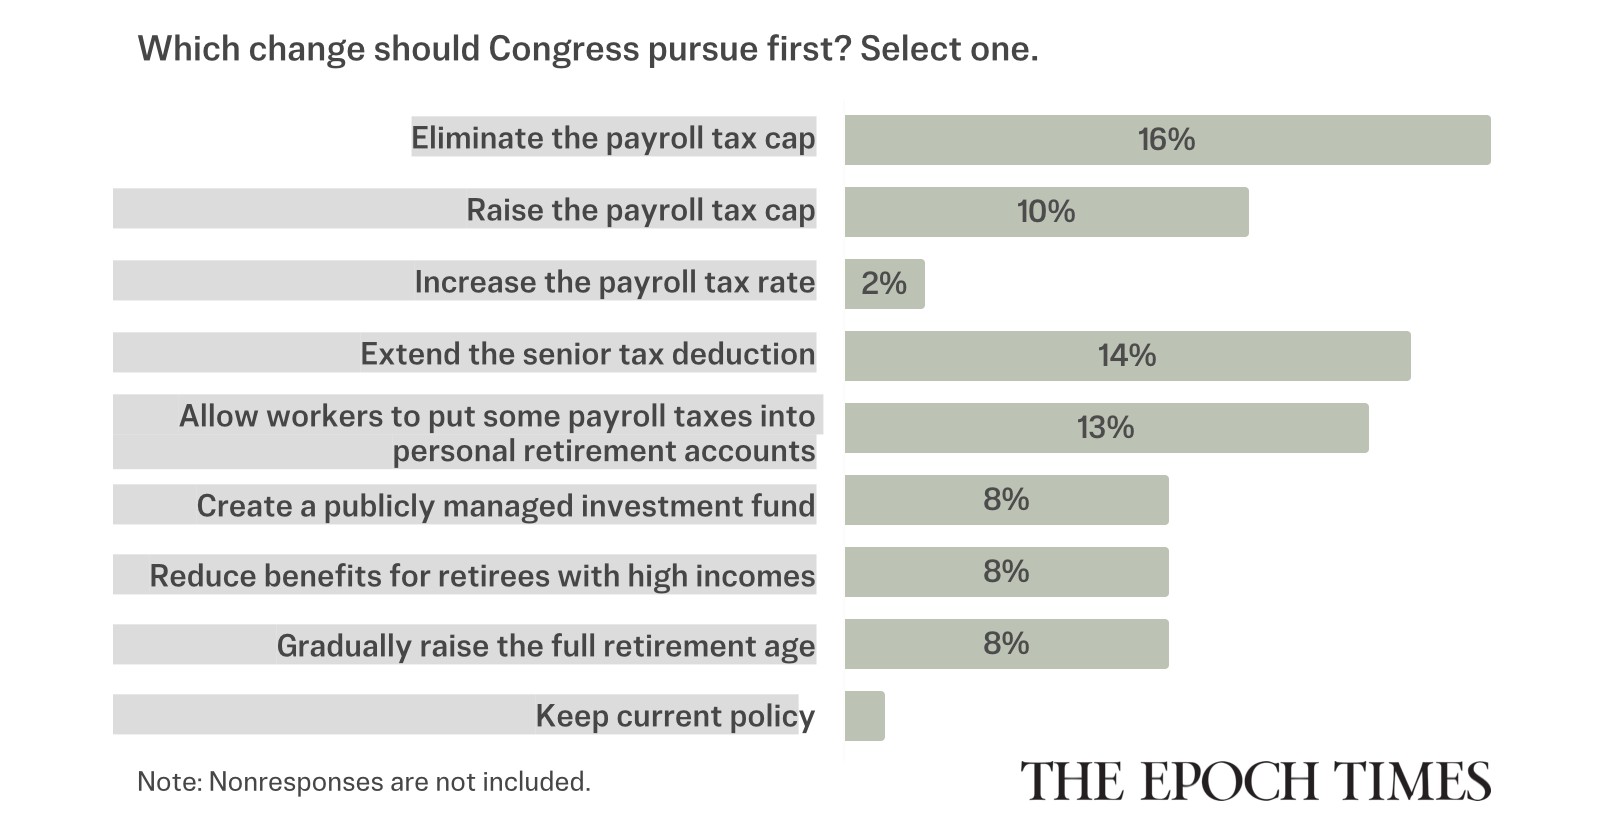 Which change should Congress pursue first? Select one.
Eliminate the payroll tax cap
16%
Raise the payroll tax cap
10%
Increase the payroll tax rate
2%
Extend the senior tax deduction
14%
Allow workers to put some payroll taxes into
personal retirement accounts
13%
Create a publicly managed investment fund
8%
Reduce benefits for retirees with high incomes
8%
Gradually raise the full retirement age
8%
Keep current policy
Note: Nonresponses are not included.
THE EPOCH TIMES